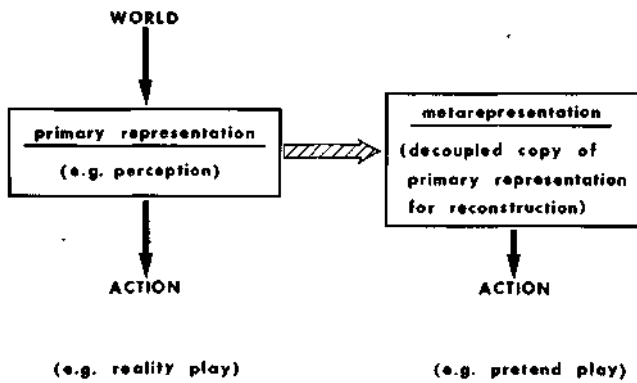 WORLD
primary representation
(e.g. perception)
ACTION
(e.g. reality play)
metarepresentation
(decoupled copy of
primary representation
for reconstruction)
ACTION
(e.g. pretend play)